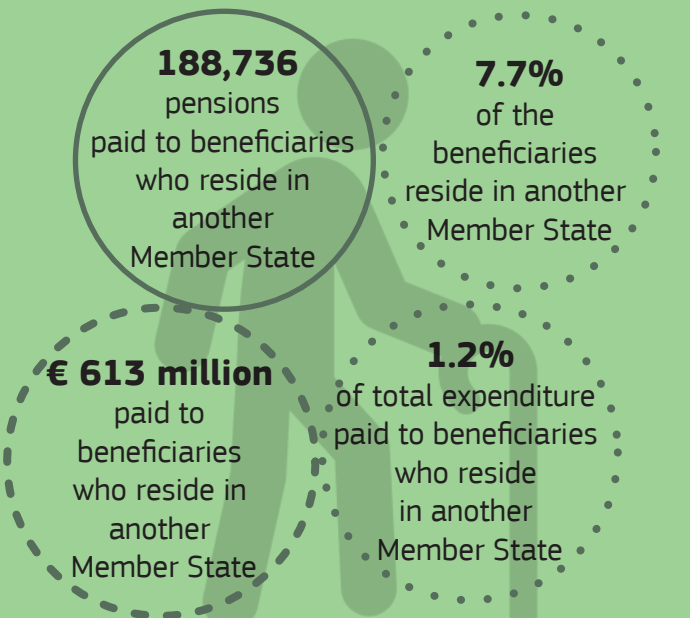 188,736
pensions
paid to beneficiaries
who reside in
another
Member State
7.7%
of the
beneficiaries
reside in another
Member State
€ 613 million
paid to
beneficiaries
who reside in
another
Member State
1.2%
of total expenditure
paid to beneficiaries
who reside
in another
Member State